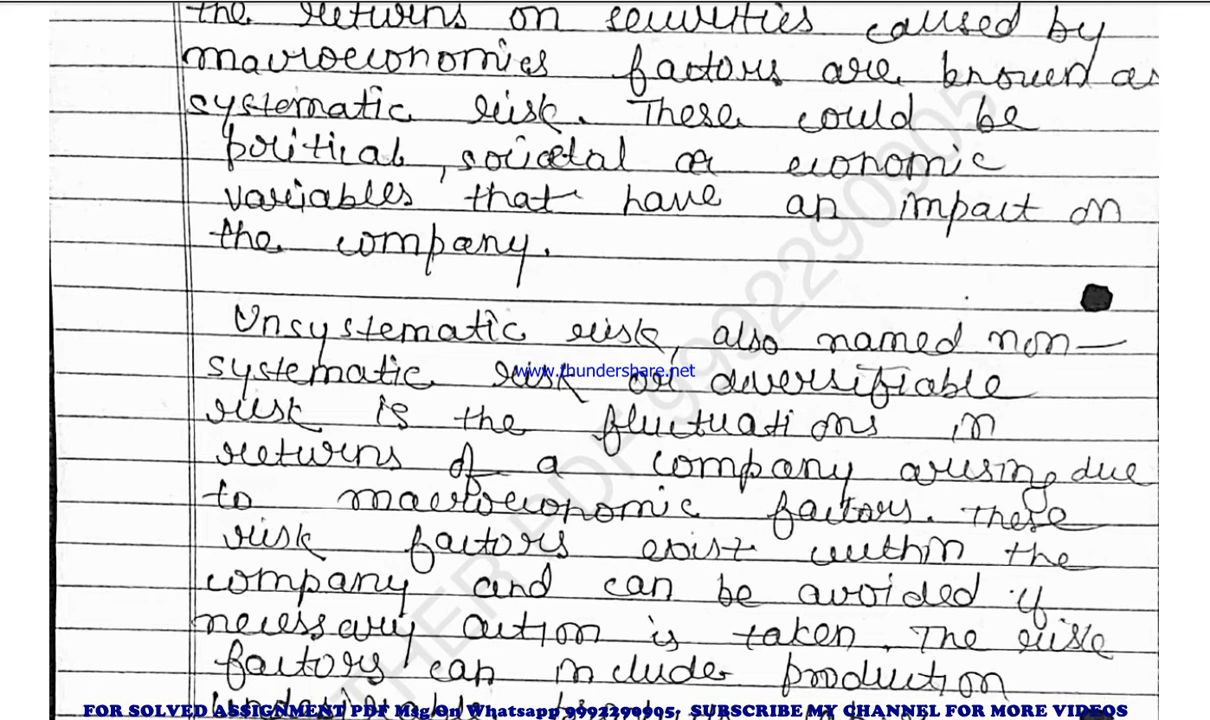 the returns on securities caused by
macroeconomics factors are known as
systematic risk. These could be
political, societal or economic
variables that have an impact on
the company.
Unsystematic risk, also named non-
systematic risk or diversifiable
www.thundershare.net
risk is the fluctuations in
returns of a company arising due
to macroeconomic factors. These
risk factors exist within the
company and can be avoided if
necessary action is taken. The risk
factors can include production
FOR SOLVED ASSIGNMENT PDF Msg On Whatsapp 9992290905, SUBSCRIBE MY CHANNEL FOR MORE VIDEOS